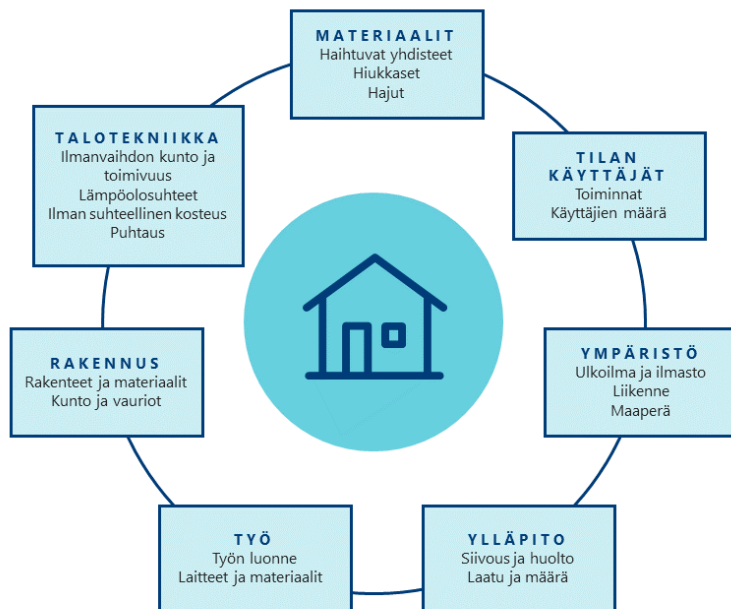 MATERIAALIT
Haihtuvat yhdisteet
Hiukkaset
Hajut
TILAN
KÄYTTÄJÄT
Toiminnat
Käyttäjien määrä
YMPÄRISTÖ
Ulkoilma ja ilmasto
Liikenne
Maaperä
YLLÄPITO
Siivous ja huolto
Laatu ja määrä
TYÖ
Työn luonne
Laitteet ja materiaalit
RAKENNUS
Rakenteet ja materiaalit
Kunto ja vauriot
TALOTEKNIIKKA
Ilmanvaihdon kunto ja
toimivuus
Lämpöolosuhteet
Ilman suhteellinen kosteus
Puhtaus